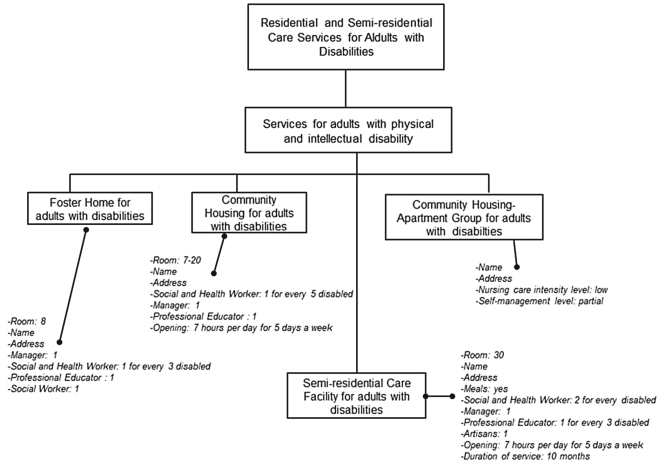 Residential and Semi-residential
Care Services for Aldults with
Disabilities
Services for adults with physical
and intellectual disability
Foster Home for
adults with disabilities
Community
Housing for adults
with disabilities
Community Housing-
Apartment Group for adults
with disabilties
-Room: 7-20
-Name
-Address
-Social and Health Worker: 1 for every 5 disabled
-Manager: 1
-Professional Educator : 1
-Opening: 7 hours per day for 5 days a week
-Name
-Address
-Nursing care intensity level: low
-Self-management level: partial
-Room: 8
-Name
-Address
-Manager: 1
-Social and Health Worker: 1 for every 3 disabled
-Professional Educator : 1
-Social Worker: 1
Semi-residential Care
Facility for adults with
disabilities
-Room: 30
-Name
-Address
-Meals: yes
-Social and Health Worker: 2 for every disabled
-Manager: 1
-Professional Educator: 1 for every 3 disabled
-Artisans: 1
-Opening: 7 hours per day for 5 days a week
-Duration of service: 10 months